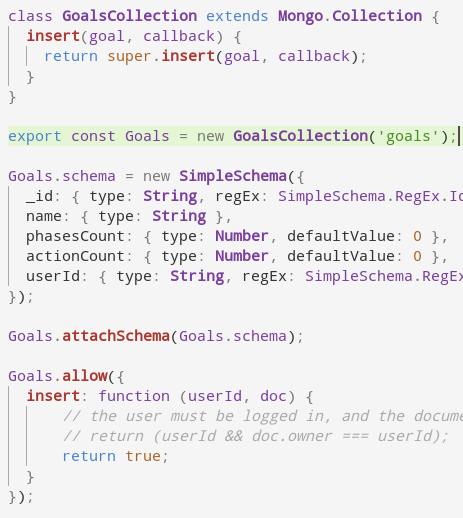 class GoalsCollection extends Mongo.Collection {
insert(goal, callback) {
return super.insert(goal, callback);
}
}
export const Goals = new GoalsCollection('goals');
Goals.schema = new SimpleSchema({
_id: { type: String, regEx: SimpleSchema.RegEx.
name: { type: String },
phasesCount: { type: Number, defaultValue: 0 },
actionCount: { type: Number, defaultValue: 0 },
userId: { type: String, regEx: SimpleSchema.
});
Goals.attachSchema(Goals.schema);
Goals.allow({
insert: function (userId, doc) {
// the user must be logged in, and the
// return (userId && doc.owner === userId);
return true;
}
});